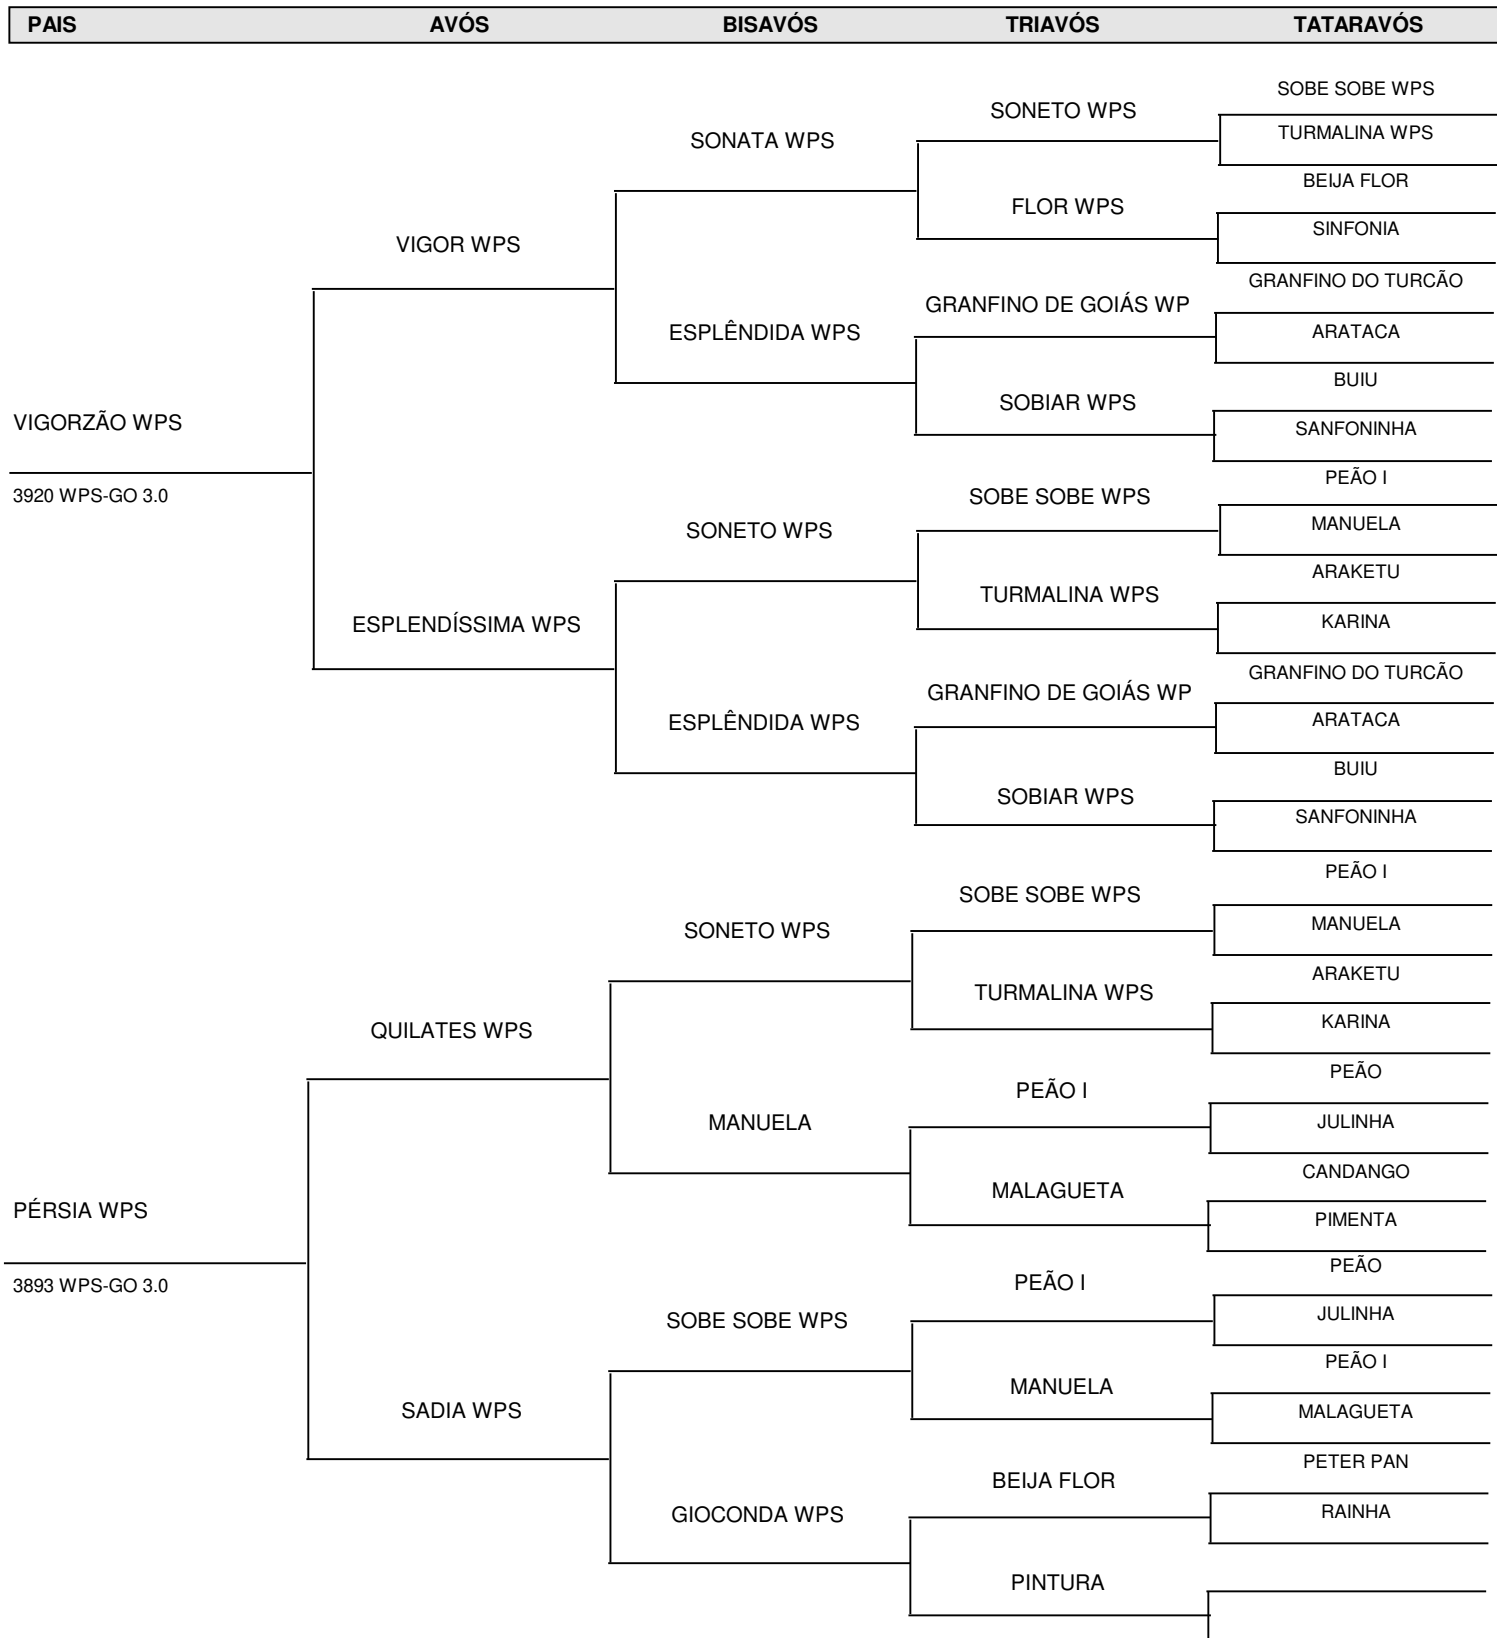 PAIS AVÓS BISAVÓS TRIAVÓS TATARAVÓS
SOBE SOBE WPS
SONETO WPS
TURMALINA WPS
SONATA WPS
BEIJA FLOR
FLOR WPS
SINFONIA
VIGOR WPS
GRANFINO DO TURCÃO
GRANFINO DE GOIÁS WP
ARATACA
ESPLÊNDIDA WPS
BUIU
SOBIAR WPS
SANFONINHA
VIGORZÃO WPS
3920 WPS-GO 3.0
PEÃO I
SOBE SOBE WPS
MANUELA
SONETO WPS
ARAKETU
TURMALINA WPS
KARINA
ESPLENDÍSSIMA WPS
GRANFINO DO TURCÃO
GRANFINO DE GOIÁS WP
ARATACA
ESPLÊNDIDA WPS
BUIU
SOBIAR WPS
SANFONINHA
PEÃO I
SOBE SOBE WPS
MANUELA
SONETO WPS
ARAKETU
TURMALINA WPS
KARINA
QUILATES WPS
PEÃO
PEÃO I
JULINHA
MANUELA
CANDANGO
MALAGUETA
PIMENTA
PÉRSIA WPS
3893 WPS-GO 3.0
PEÃO
PEÃO I
JULINHA
SOBE SOBE WPS
PEÃO I
MANUELA
MALAGUETA
SADIA WPS
PETER PAN
BEIJA FLOR
RAINHA
GIOCONDA WPS
PINTURA